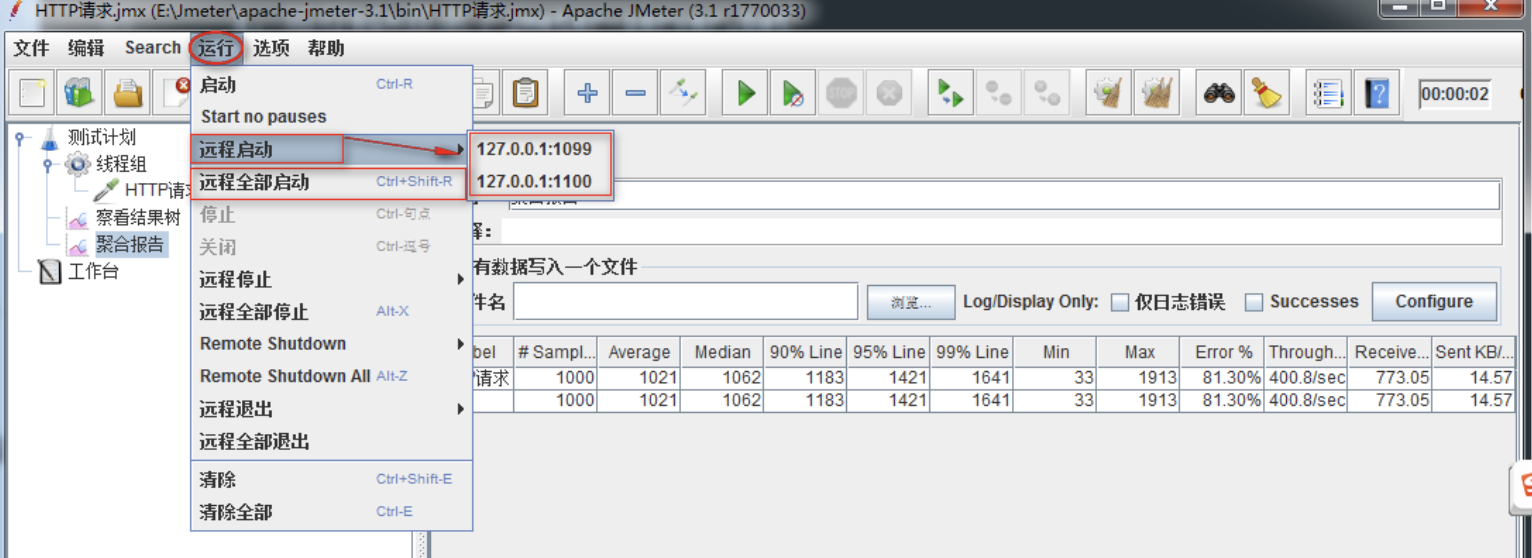 HTTP请求.jmx (E:\Jmeter\apache-jmeter-3.1\bin\HTTP请求.jmx) - Apache JMeter (3.1 r1770033)
文件 编辑 Search 运行 选项 帮助
00:00:02
启动 Ctrl-R
Start no pauses
远程启动
127.0.0.1:1099
127.0.0.1:1100
远程全部启动 Ctrl+Shift-R
停止 Ctrl-句点
关闭 Ctrl-逗号
远程停止
远程全部停止 Alt-X
Remote Shutdown
Remote Shutdown All Alt-Z
远程退出
远程全部退出
清除 Ctrl+Shift-E
清除全部 Ctrl-E
测试计划
线程组
HTTP请求
察看结果树
聚合报告
工作台
有数据写入一个文件
件名 浏览... Log/Display Only: 仅日志错误 Successes Configure
bel # Sampl... Average Median 90% Line 95% Line 99% Line Min Max Error % Through... Receive... Sent KB/...
请求 1000 1021 1062 1183 1421 1641 33 1913 81.30% 400.8/sec 773.05 14.57
1000 1021 1062 1183 1421 1641 33 1913 81.30% 400.8/sec 773.05 14.57